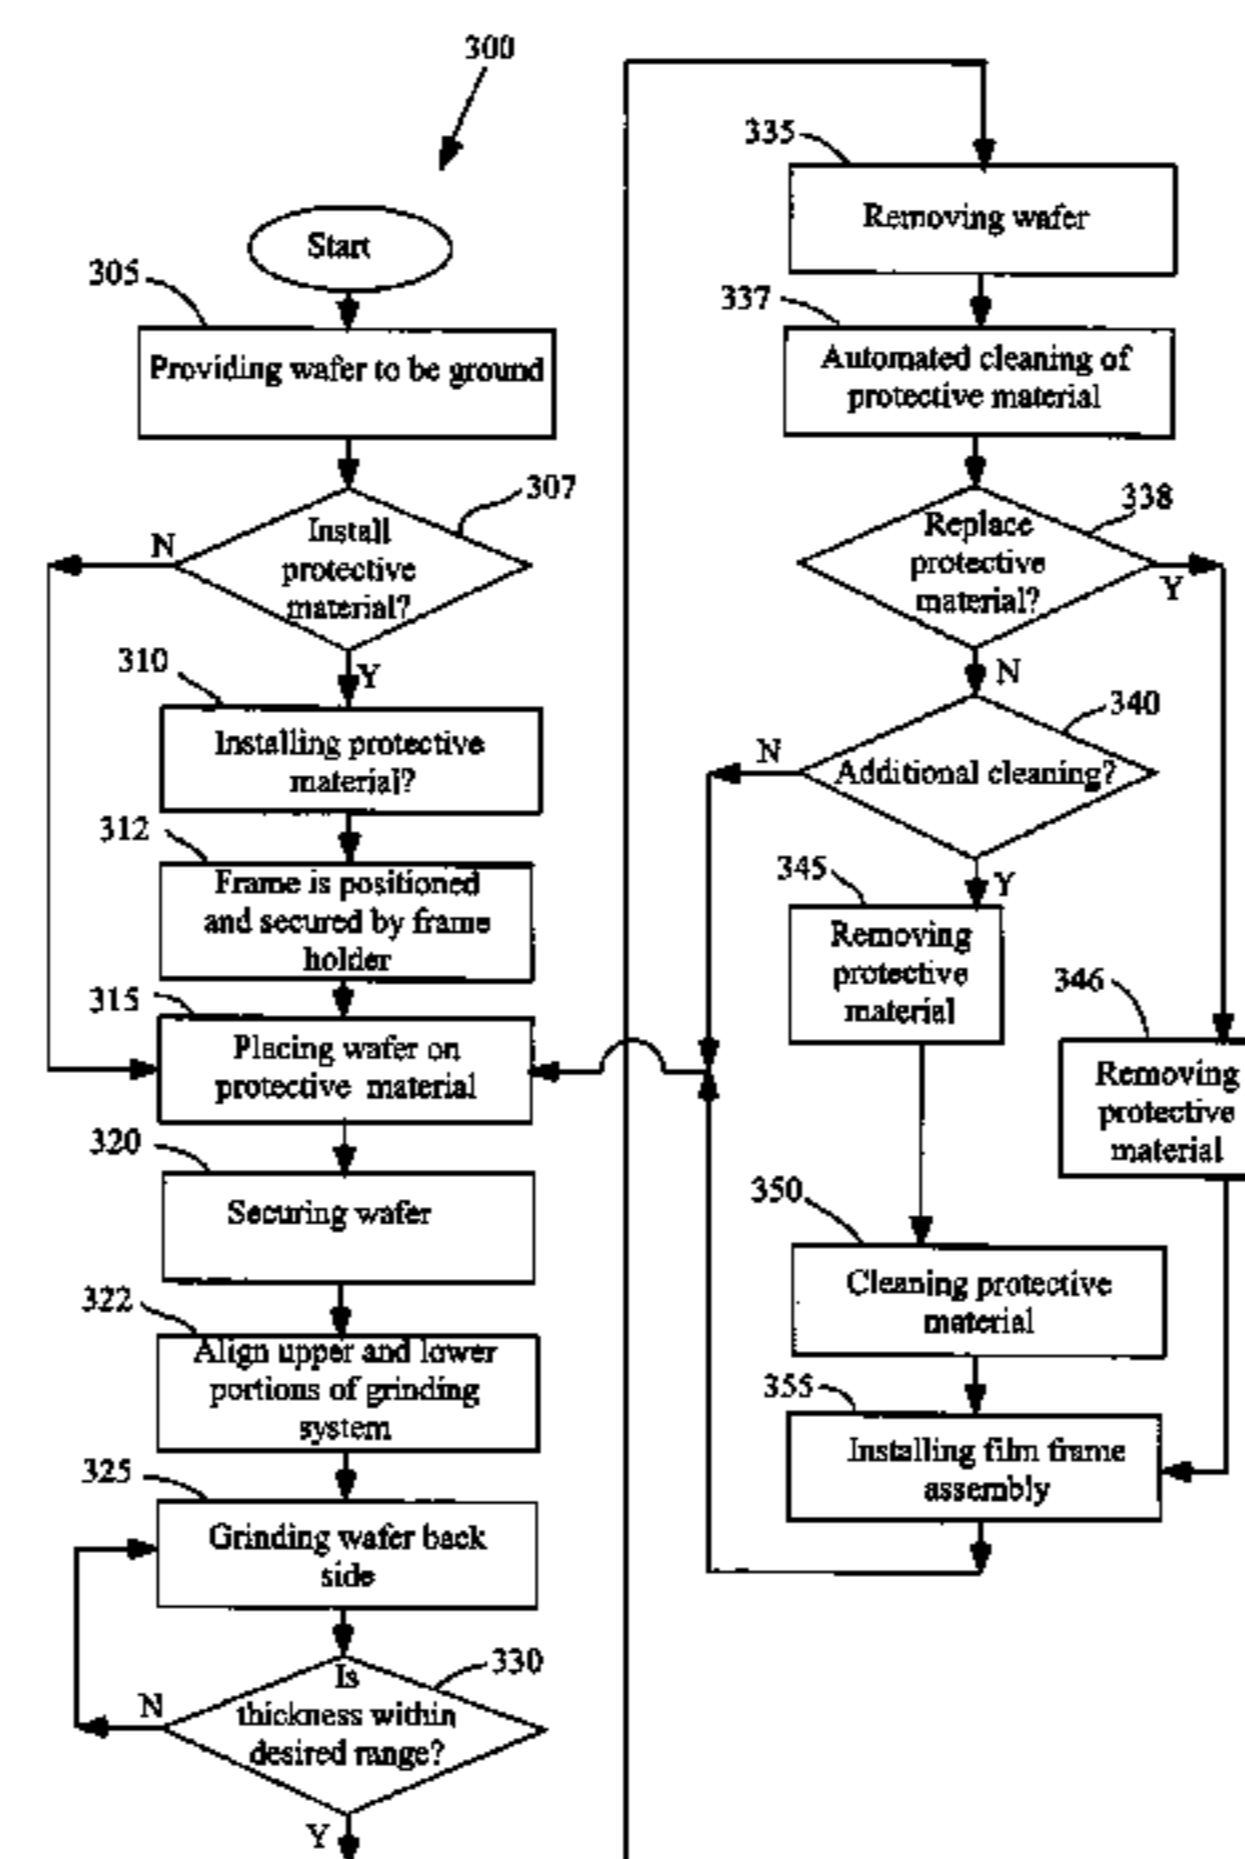 300
Start
305
Providing wafer to be ground
307
Install
protective
material?
N
Y
310
Installing protective
material?
312
Frame is positioned
and secured by frame
holder
315
Placing wafer on
protective material
320
Securing wafer
322
Align upper and lower
portions of grinding
system
325
Grinding wafer back
side
330
Is
thickness within
desired range?
N
Y
335
Removing wafer
337
Automated cleaning of
protective material
338
Replace
protective
material?
Y
N
340
Additional cleaning?
N
Y
345
Removing
protective
material
346
Removing
protective
material
350
Cleaning protective
material
355
Installing film frame
assembly